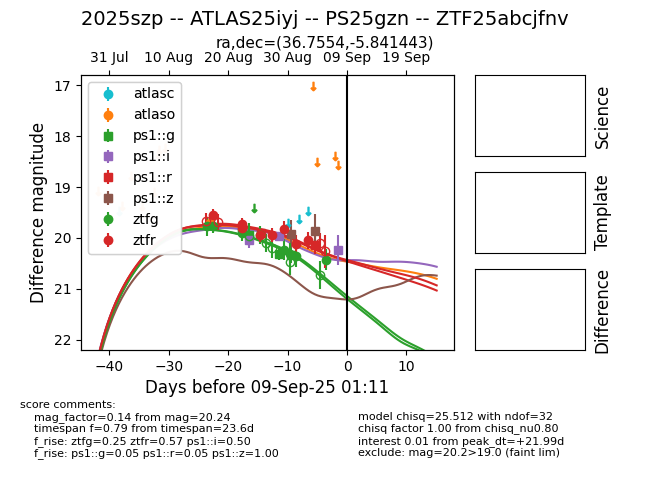 2025szp -- ATLAS25iyj -- PS25gzn -- ZTF25abcjfnv
ra,dec=(36.7554,-5.841443)
31 Jul 10 Aug 20 Aug 30 Aug 09 Sep 19 Sep
17
18
19
20
21
22
Difference magnitude
atlasc
atlaso
ps1::g
ps1::i
ps1::r
ps1::z
ztfg
ztfr
−40 −30 −20 −10 0 10
Days before 09-Sep-25 01:11
Science
Template
Difference
score comments:
mag_factor=0.14 from mag=20.24
timespan f=0.79 from timespan=23.6d
f_rise: ztfg=0.25 ztfr=0.57 ps1::i=0.50
f_rise: ps1::g=0.05 ps1::r=0.05 ps1::z=1.00
model chisq=25.512 with ndof=32
chisq factor 1.00 from chisq_nu0.80
interest 0.01 from peak_dt=+21.99d
exclude: mag=20.2>19.0 (faint lim)